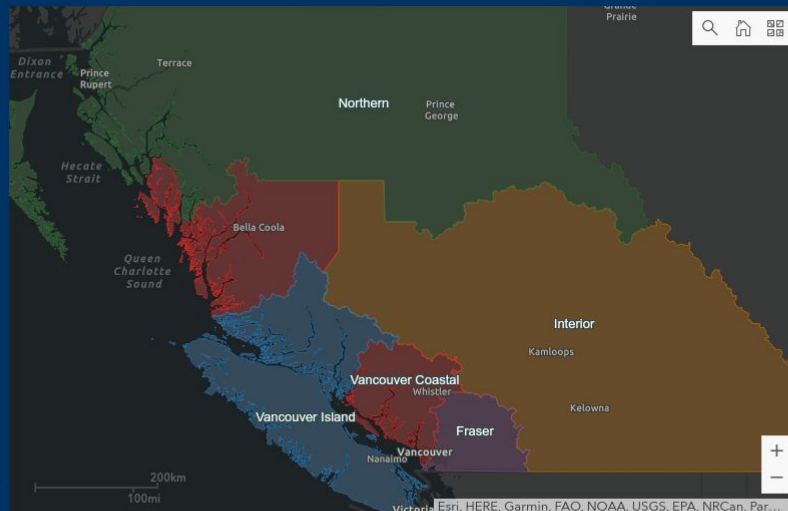 Grande
Prairie
Dixon
Entrance
Prince
Rupert
Terrace
Northern
Prince
George
Hecate
Strait
Bella Coola
Queen
Charlotte
Sound
Interior
Kamloops
Vancouver Coastal
Whistler
Kelowna
Vancouver Island
Fraser
Vancouver
Nanaimo
200km
100mi
Victoria
Esri, HERE, Garmin, FAO, NOAA, USGS, EPA, NRCan, Par...
+
−